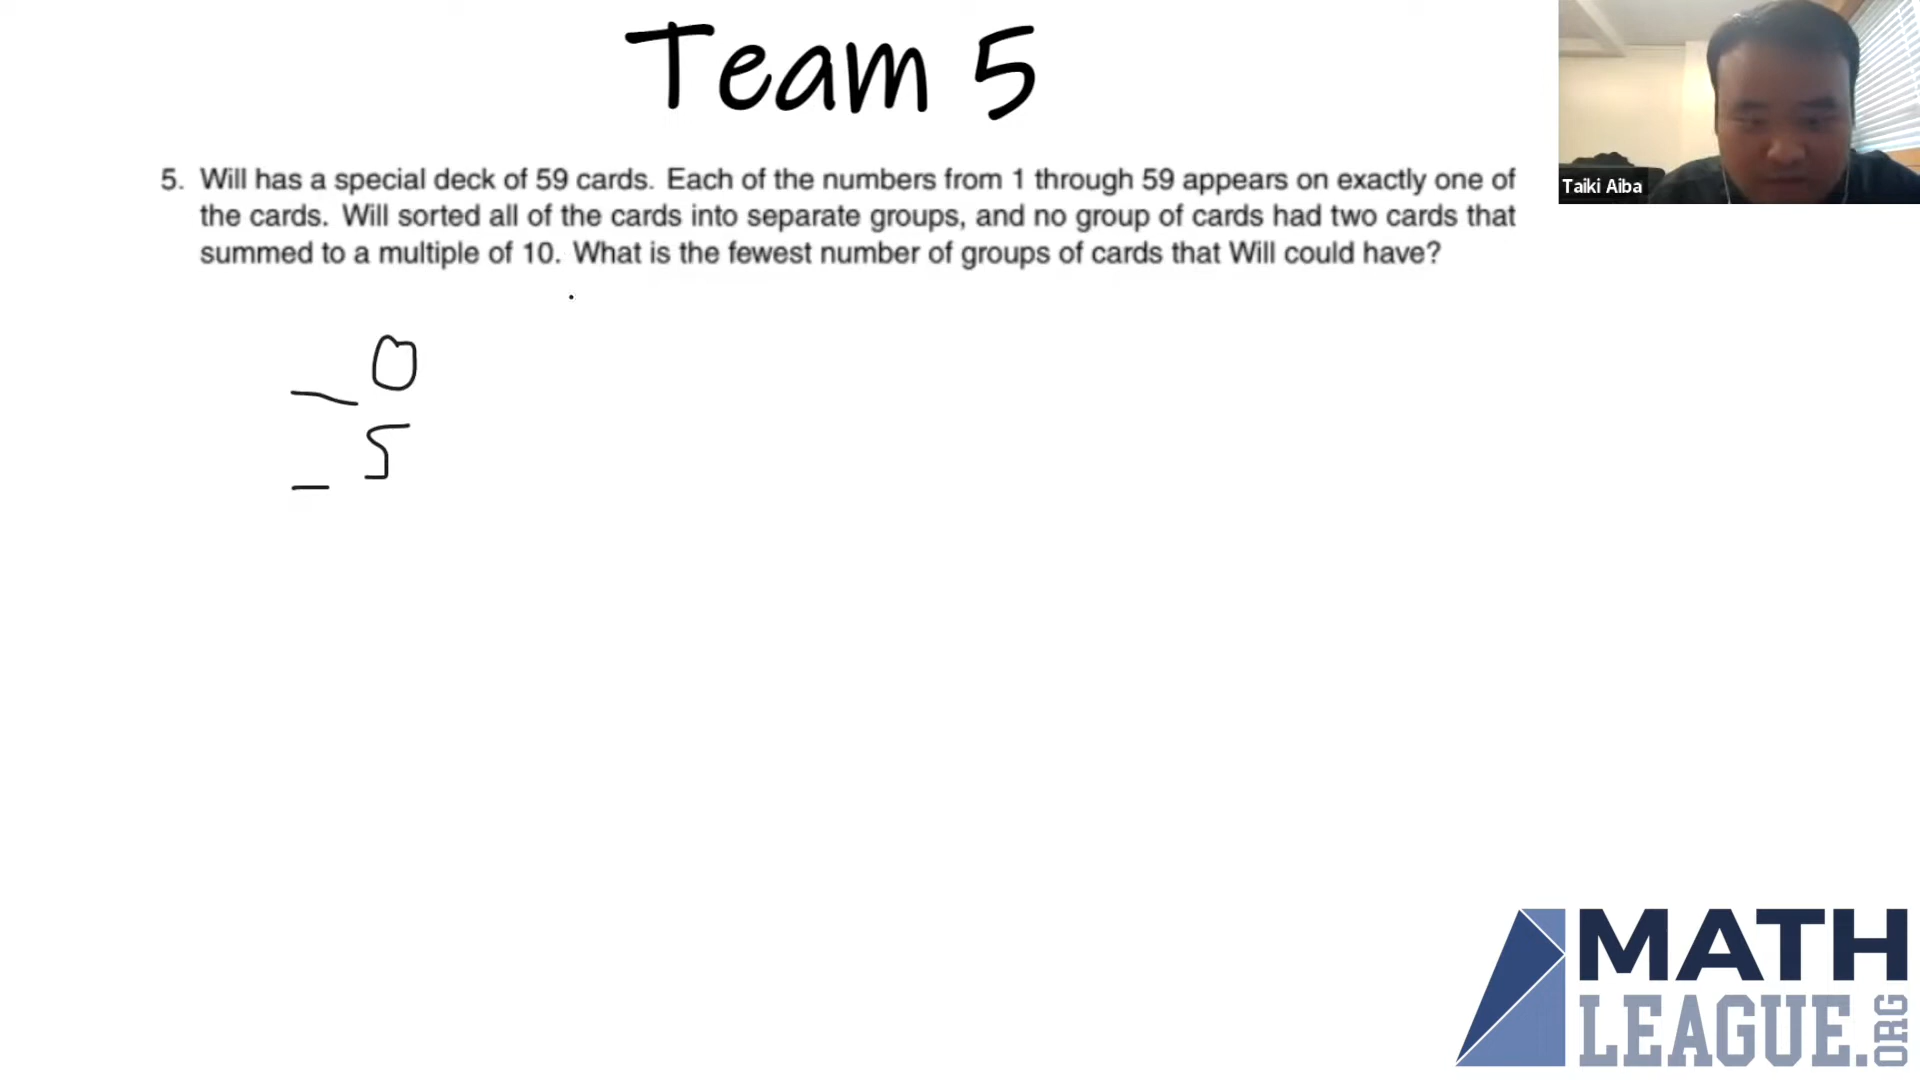 Team 5
Taiki Aiba
5. Will has a special deck of 59 cards. Each of the numbers from 1 through 59 appears on exactly one of
the cards. Will sorted all of the cards into separate groups, and no group of cards had two cards that
summed to a multiple of 10. What is the fewest number of groups of cards that Will could have?
_0
_5
MATH
LEAGUE.ORG